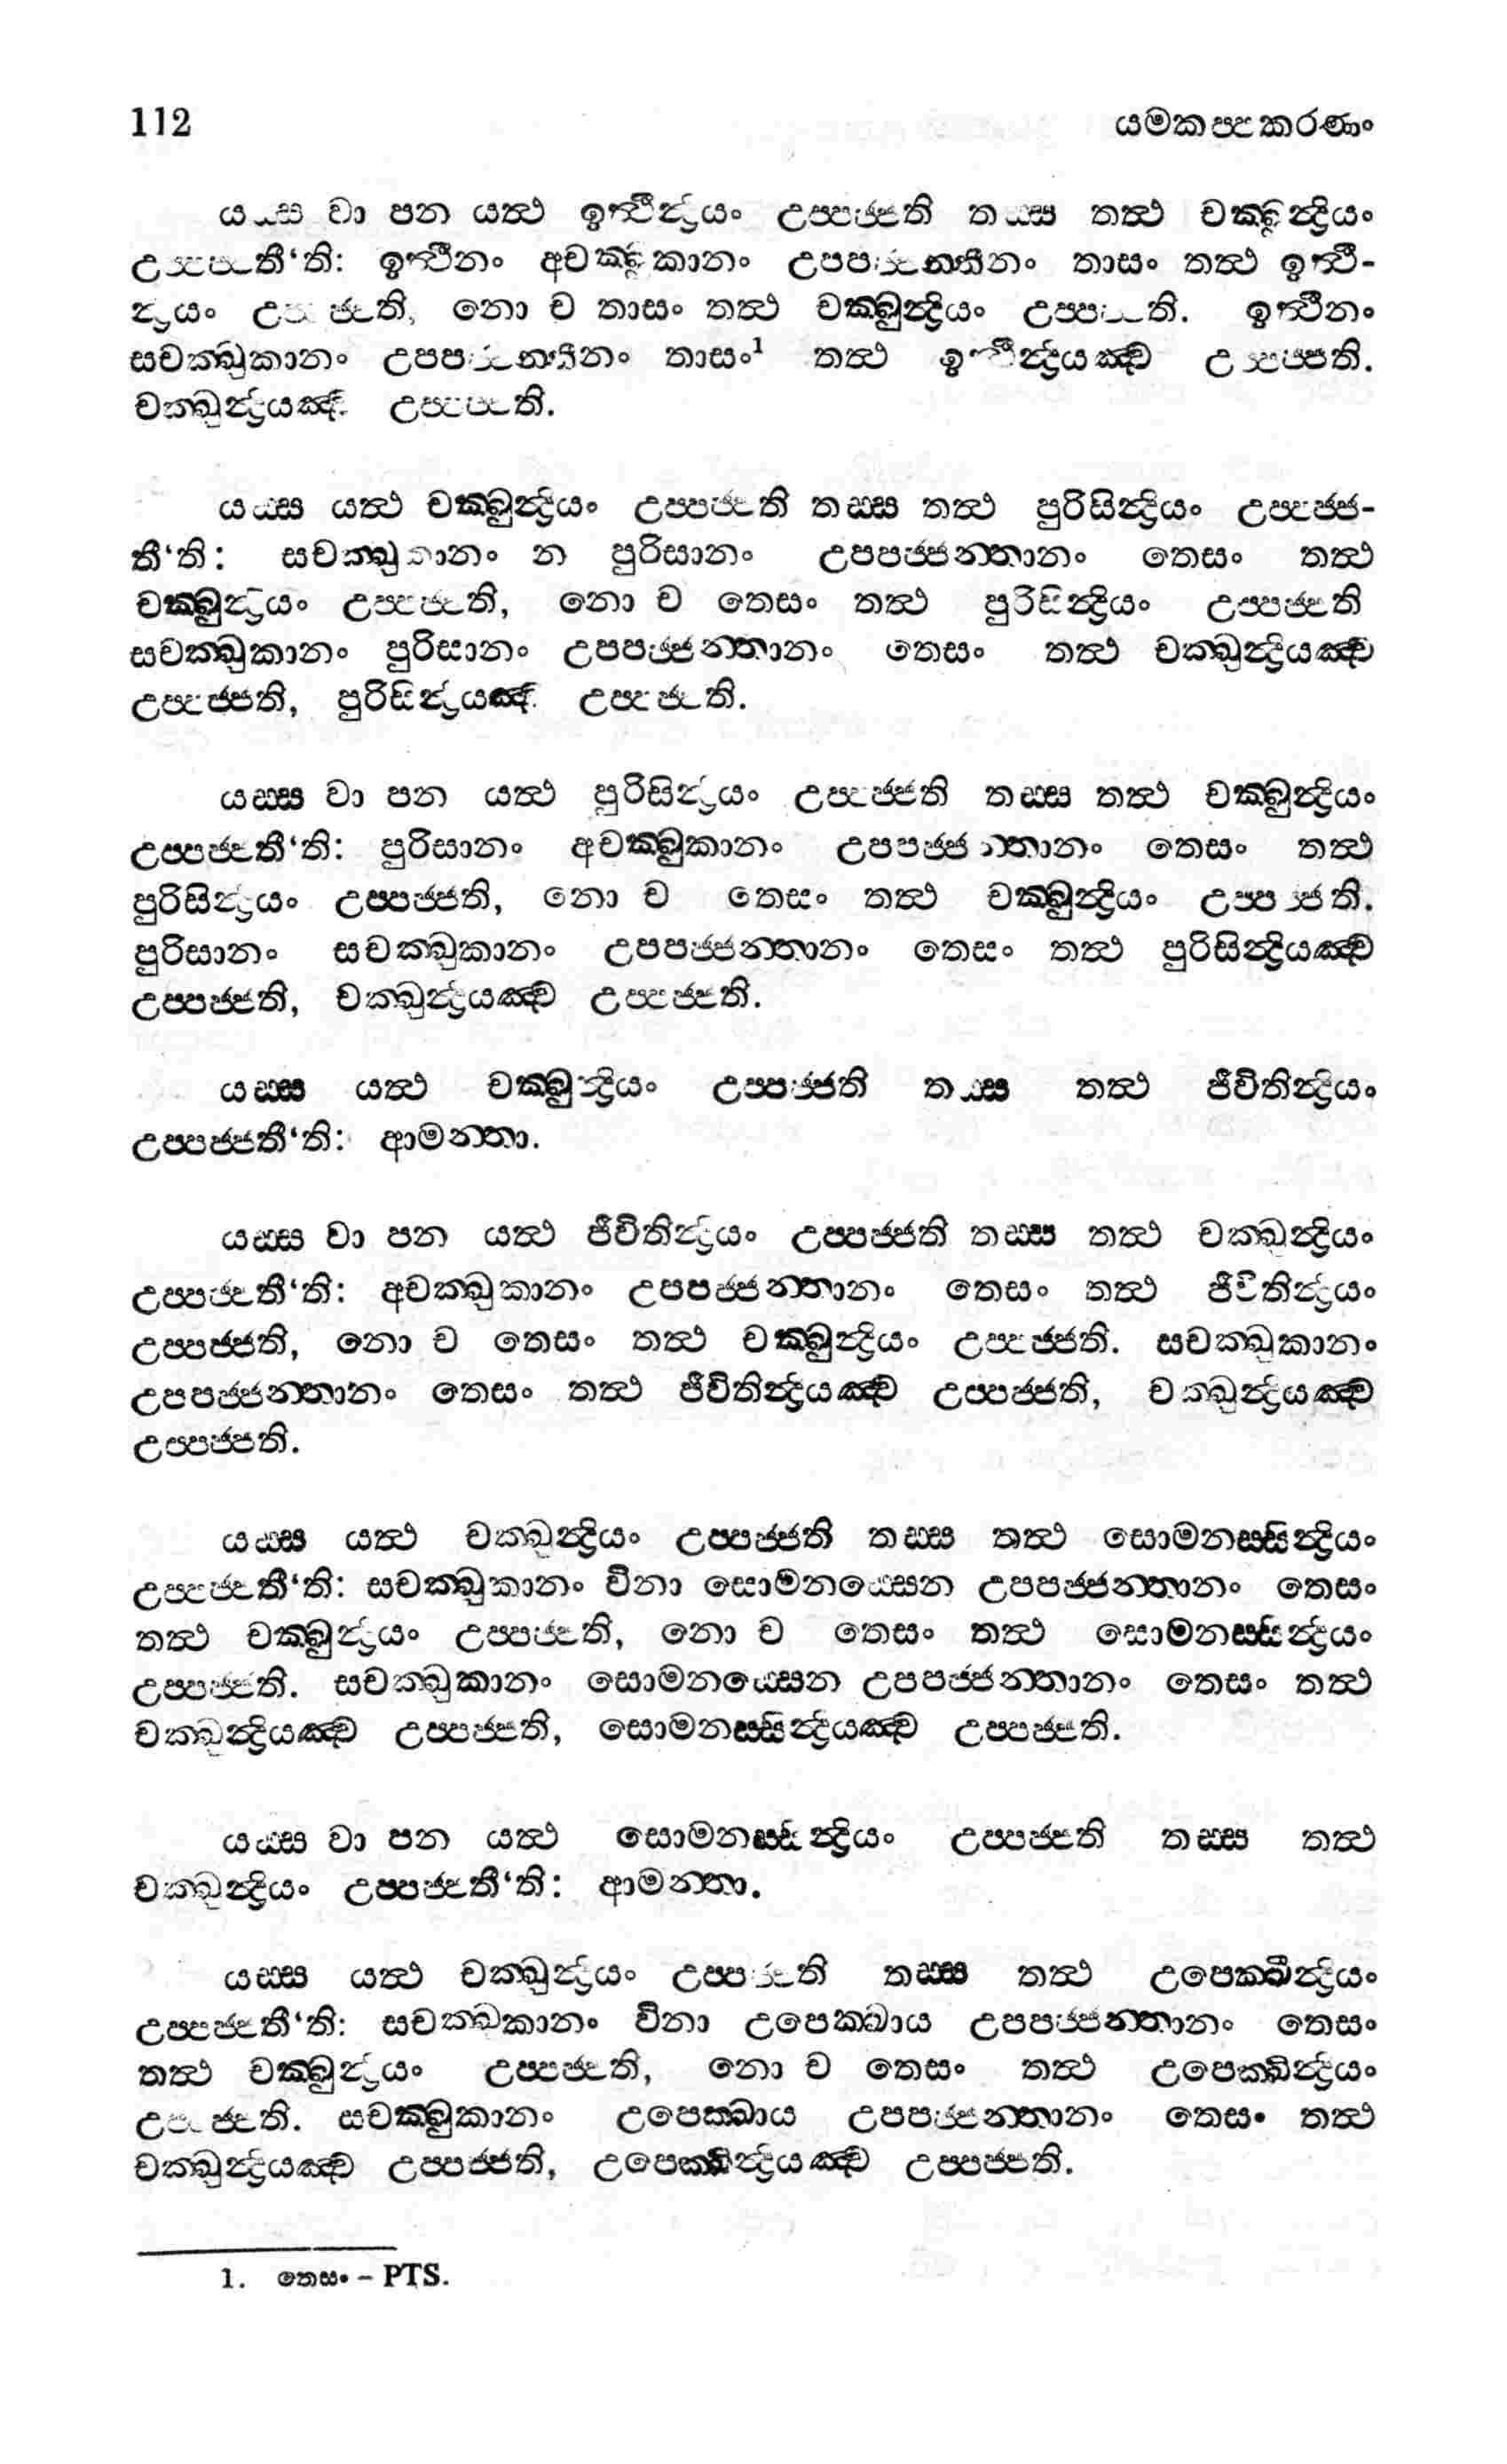 112 යමකප්පකරණං
යස්ස වා පන යත්ථ ඉත්ථින්ද්‍රියං උප්පජ්ජති තස්ස තත්ථ චක්ඛුන්ද්‍රියං
උප්පජ්ජතී‘ති: ඉත්ථීනං අචක්ඛුකානං උපපජ්ජන්තීනං තාසං තත්ථ ඉත්ථි-
න්ද්‍රියං උප්පජ්ජති, නො ච තාසං තත්ථ චක්ඛුන්ද්‍රියං උප්පජ්ජති. ඉත්ථීනං
සචක්ඛුකානං උපපජ්ජන්තීනං තාසං¹ තත්ථ ඉත්ථින්ද්‍රියඤ්ච උප්පජ්ජති.
චක්ඛුන්ද්‍රියඤ්ච උප්පජ්ජති.
යස්ස යත්ථ චක්ඛුන්ද්‍රියං උප්පජ්ජති තස්ස තත්ථ පුරිසින්ද්‍රියං උප්පජ්ජ-
තී‘ති: සචක්ඛුකානං න පුරිසානං උපපජ්ජන්තානං තෙසං තත්ථ
චක්ඛුන්ද්‍රියං උප්පජ්ජති, නො ච තෙසං තත්ථ පුරිසින්ද්‍රියං උප්පජ්ජති
සචක්ඛුකානං පුරිසානං උපපජ්ජන්තානං තෙසං තත්ථ චක්ඛුන්ද්‍රියඤ්ච
උප්පජ්ජති, පුරිසින්ද්‍රියඤ්ච උප්පජ්ජති.
යස්ස වා පන යත්ථ පුරිසින්ද්‍රියං උප්පජ්ජති තස්ස තත්ථ චක්ඛුන්ද්‍රියං
උප්පජ්ජතී‘ති: පුරිසානං අචක්ඛුකානං උපපජ්ජන්තානං තෙසං තත්ථ
පුරිසින්ද්‍රියං උප්පජ්ජති, නො ච තෙසං තත්ථ චක්ඛුන්ද්‍රියං උප්පජ්ජති.
පුරිසානං සචක්ඛුකානං උපපජ්ජන්තානං තෙසං තත්ථ පුරිසින්ද්‍රියඤ්ච
උප්පජ්ජති, චක්ඛුන්ද්‍රියඤ්ච උප්පජ්ජති.
යස්ස යත්ථ චක්ඛුන්ද්‍රියං උප්පජ්ජති තස්ස තත්ථ ජීවිතින්ද්‍රියං
උප්පජ්ජතී‘ති: ආමන්තා.
යස්ස වා පන යත්ථ ජීවිතින්ද්‍රියං උප්පජ්ජති තස්ස තත්ථ චක්ඛුන්ද්‍රියං
උප්පජ්ජතී‘ති: අචක්ඛුකානං උපපජ්ජන්තානං තෙසං තත්ථ ජීවිතින්ද්‍රියං
උප්පජ්ජති, නො ච තෙසං තත්ථ චක්ඛුන්ද්‍රියං උප්පජ්ජති. සචක්ඛුකානං
උපපජ්ජන්තානං තෙසං තත්ථ ජීවිතින්ද්‍රියඤ්ච උප්පජ්ජති, චක්ඛුන්ද්‍රියඤ්ච
උප්පජ්ජති.
යස්ස යත්ථ චක්ඛුන්ද්‍රියං උප්පජ්ජති තස්ස තත්ථ සොමනස්සින්ද්‍රියං
උප්පජ්ජතී‘ති: සචක්ඛුකානං විනා සොමනස්සෙන උපපජ්ජන්තානං තෙසං
තත්ථ චක්ඛුන්ද්‍රියං උප්පජ්ජති, නො ච තෙසං තත්ථ සොමනස්සින්ද්‍රියං
උප්පජ්ජති. සචක්ඛුකානං සොමනස්සෙන උපපජ්ජන්තානං තෙසං තත්ථ
චක්ඛුන්ද්‍රියඤ්ච උප්පජ්ජති, සොමනස්සින්ද්‍රියඤ්ච උප්පජ්ජති.
යස්ස වා පන යත්ථ සොමනස්සින්ද්‍රියං උප්පජ්ජති තස්ස තත්ථ
චක්ඛුන්ද්‍රියං උප්පජ්ජතී‘ති: ආමන්තා.
යස්ස යත්ථ චක්ඛුන්ද්‍රියං උප්පජ්ජති තස්ස තත්ථ උපෙක්ඛින්ද්‍රියං
උප්පජ්ජතී‘ති: සචක්ඛකානං විනා උපෙක්ඛාය උපපජ්ජන්තානං තෙසං
තත්ථ චක්ඛුන්ද්‍රියං උප්පජ්ජති, නො ච තෙසං තත්ථ උපෙක්ඛින්ද්‍රියං
උප්පජ්ජති. සචක්ඛුකානං උපෙක්ඛාය උපපජ්ජන්තානං තෙසං තත්ථ
චක්ඛුන්ද්‍රියඤ්ච උප්පජ්ජති, උපෙක්ඛින්ද්‍රියඤ්ච උප්පජ්ජති.
1. තෙසං – PTS.